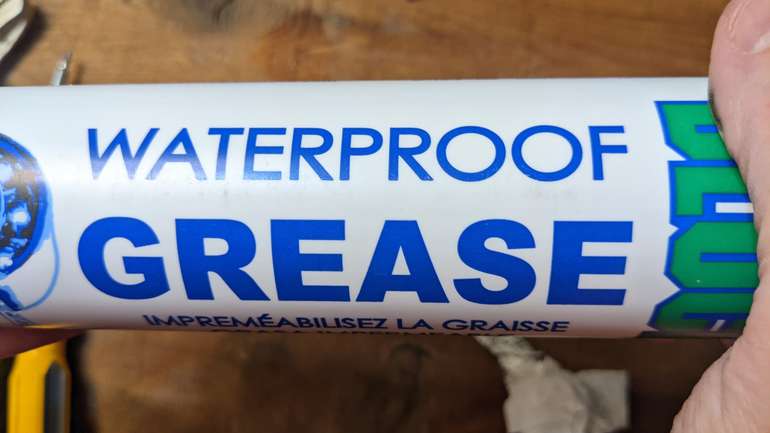 WATERPROOF
GREASE
IMPREMÉABILISEZ LA GRAISSE